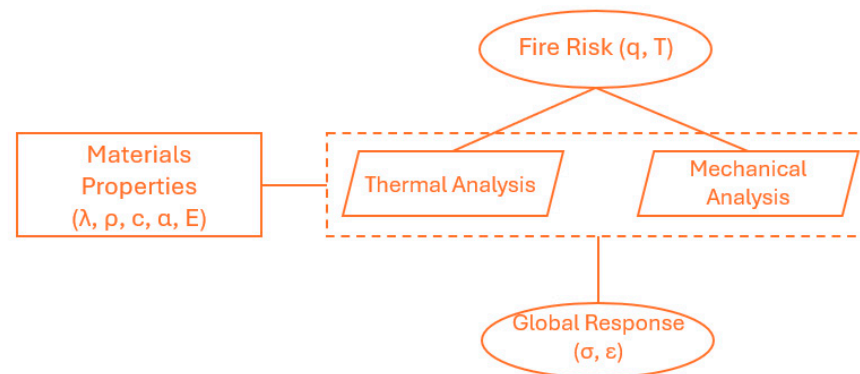 Fire Risk (q, T)
Materials
Properties
(λ, ρ, c, α, E)
Thermal Analysis
Mechanical
Analysis
Global Response
(σ, ε)